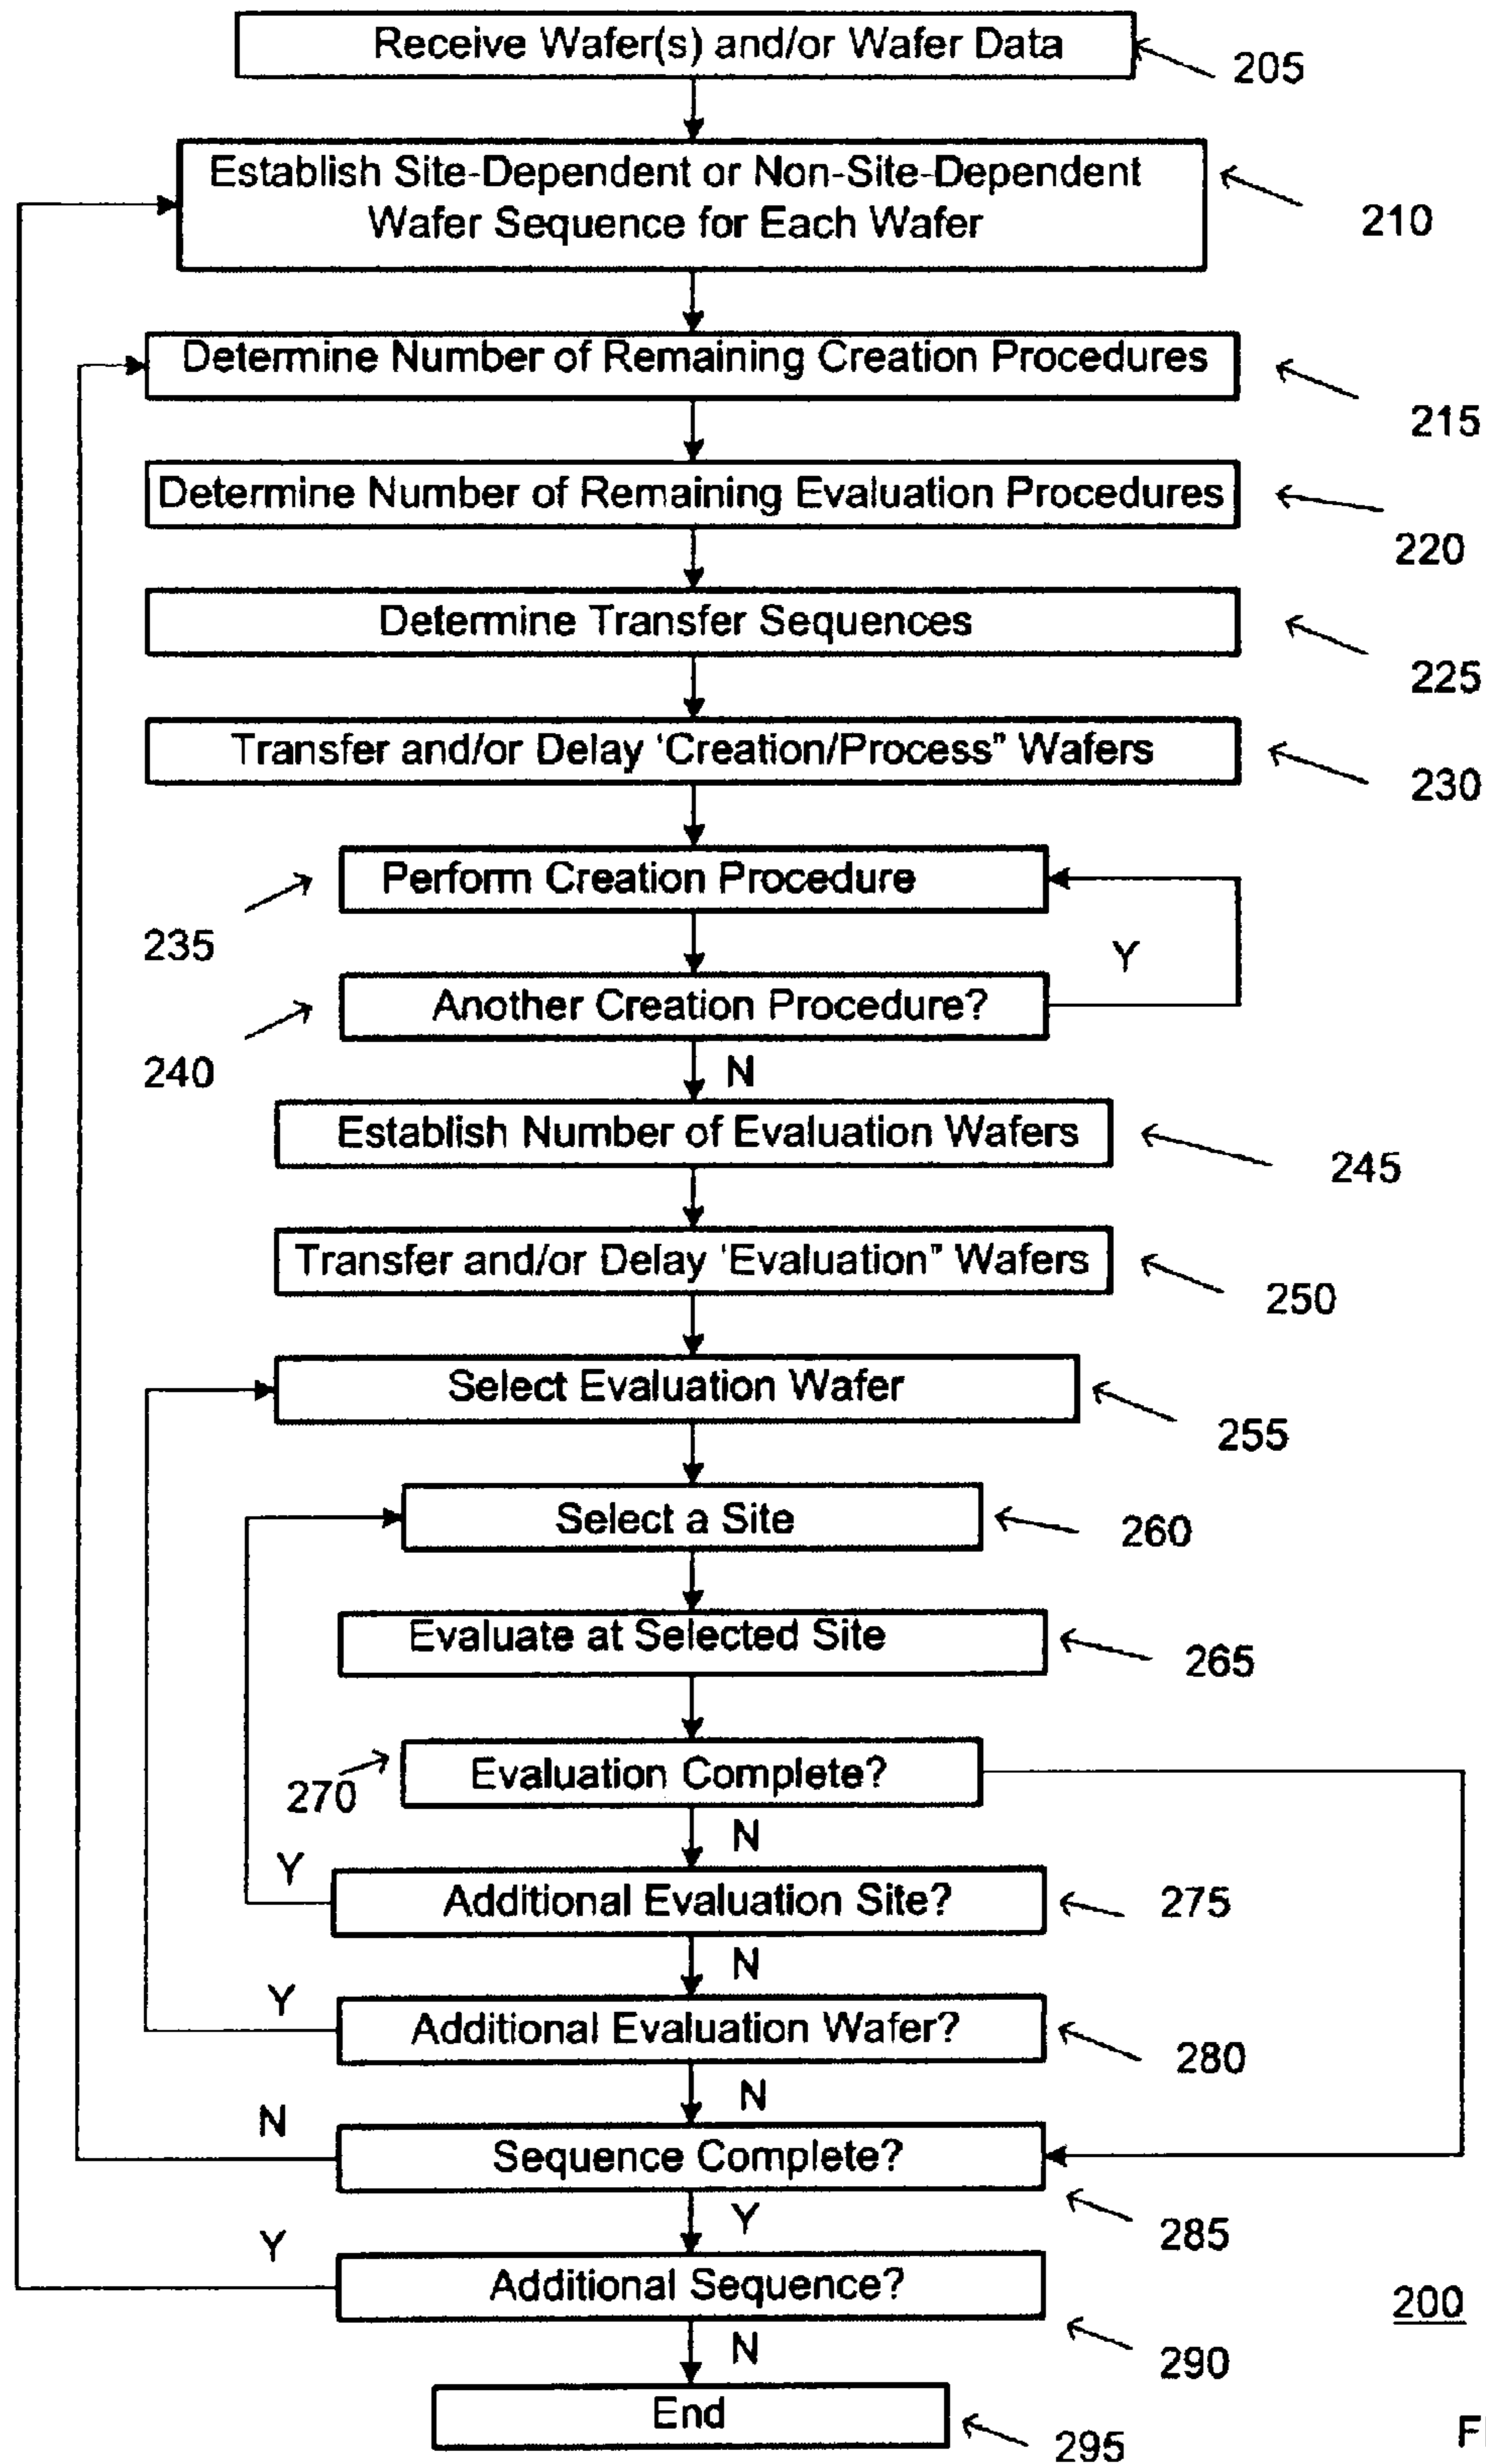 Receive Wafer(s) and/or Wafer Data
205
Establish Site-Dependent or Non-Site-Dependent
Wafer Sequence for Each Wafer
210
Determine Number of Remaining Creation Procedures
215
Determine Number of Remaining Evaluation Procedures
220
Determine Transfer Sequences
225
Transfer and/or Delay 'Creation/Process" Wafers
230
Perform Creation Procedure
235
Y
Another Creation Procedure?
240
N
Establish Number of Evaluation Wafers
245
Transfer and/or Delay 'Evaluation" Wafers
250
Select Evaluation Wafer
255
Select a Site
260
Evaluate at Selected Site
265
Evaluation Complete?
270
N
Y
Additional Evaluation Site?
275
N
Y
Additional Evaluation Wafer?
280
N
N
Sequence Complete?
285
Y
Y
Additional Sequence?
290
200
N
End
295